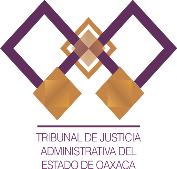 TRIBUNAL DE JUSTICIA
ADMINISTRATIVA DEL
ESTADO DE OAXACA